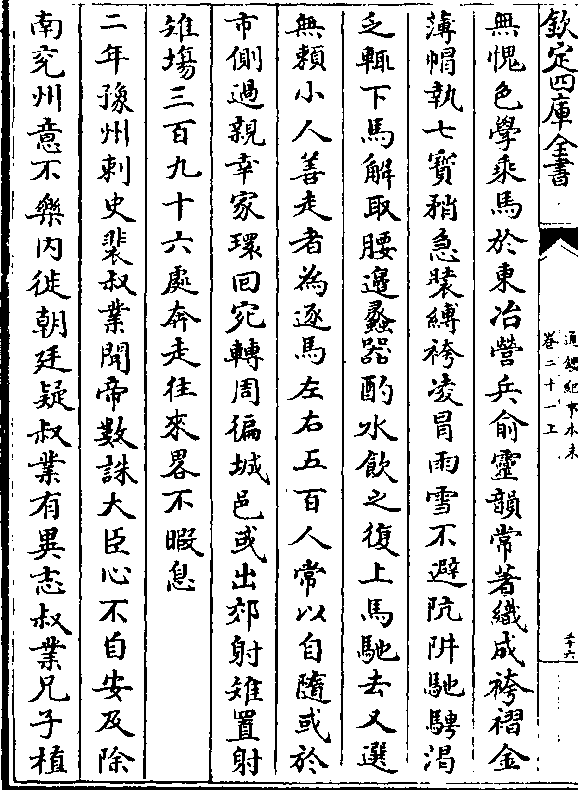 欽定四庫全書
通鑑紀事本末
卷二十一上
三十六
無愧色學乘馬於東冶營兵俞靈韻常著織成袴褶金
薄帽執七寳矟急裝縛袴凌冒雨雪不避阬阱馳騁渴
乏輒下馬解取腰邊蠡器酌水飲之復上馬馳去又選
無賴小人善走者為逐馬左右五百人常以自隨或於
市側過親幸家環回宛轉周徧城邑或出郊射雉置射
雉塲三百九十六處奔走往來畧不暇息
二年豫州刺史裴叔業聞帝數誅大臣心不自安及除
南兖州意不樂内徙朝廷疑叔業有異志叔業兄子植